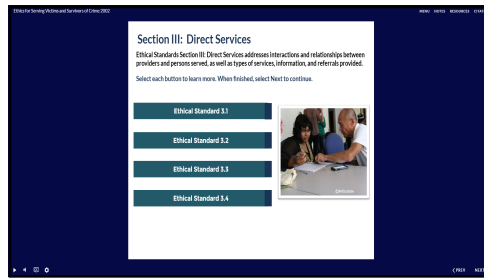 Ethics for Serving Victims and Survivors of Crime 2002
MENU NOTES RESOURCES
Section III: Direct Services
Ethical Standards Section III: Direct Services addresses interactions and relationships between
providers and persons served, as well as types of services, information, and referrals provided.
Select each button to learn more. When finished, select Next to continue.
Ethical Standard 3.1
Ethical Standard 3.2
Ethical Standard 3.3
Ethical Standard 3.4
PREV NEXT